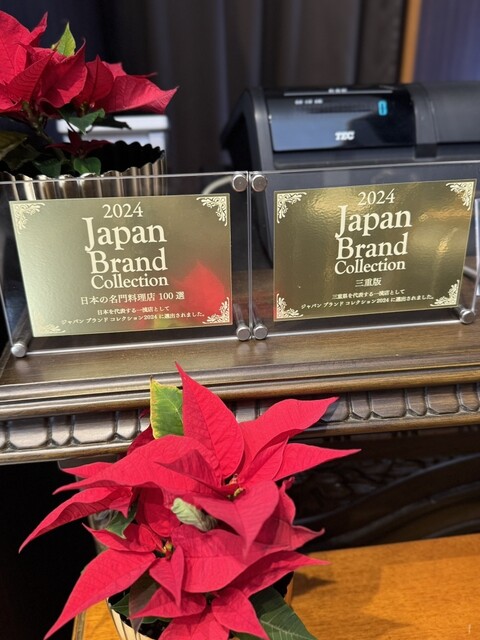 2024
Japan
Brand
Collection
日本の名門料理店 100 選
日本を代表する一流店として
ジャパン ブランド コレクション2024 に選出されました。
2024
Japan
Brand
Collection
三重版
三重県を代表する一流店として
ジャパン ブランド コレクション2024 に選出されました。
TEC